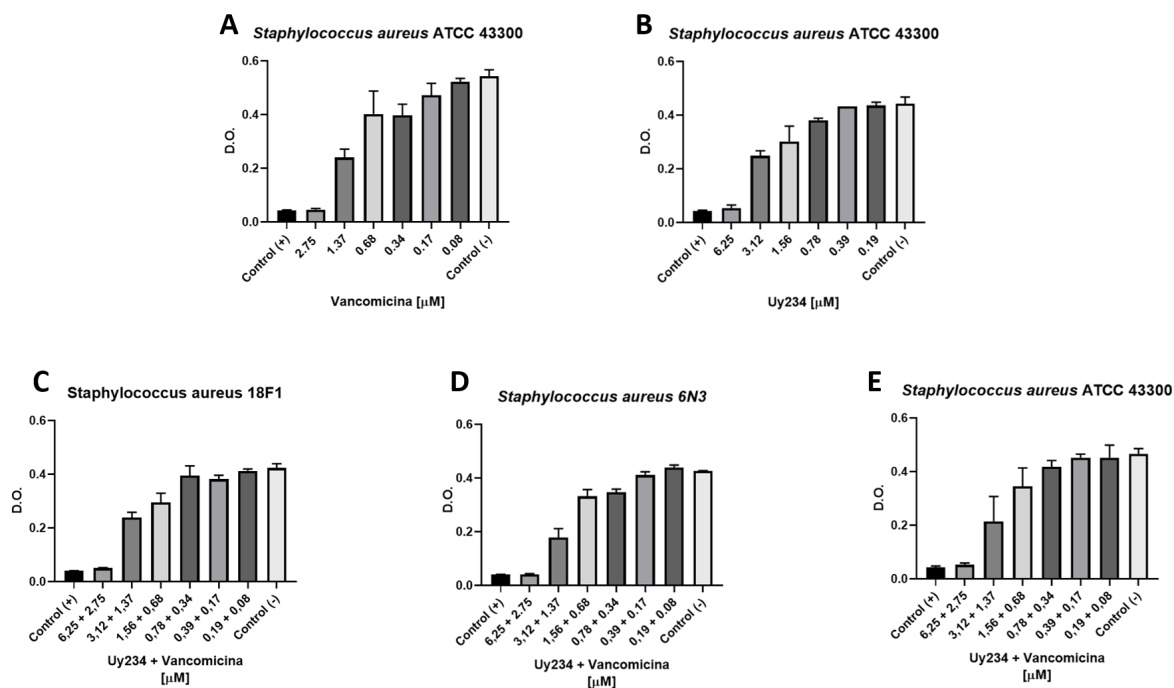 A
Staphylococcus aureus ATCC 43300
0.6
0.4
0.2
0.0
D.O.
Control (+)
2.75
1.37
0.68
0.34
0.17
0.08
Control (-)
Vancomicina [μM]
B
Staphylococcus aureus ATCC 43300
0.6
0.4
0.2
0.0
D.O.
Control (+)
6.25
3.12
1.56
0.78
0.39
0.19
Control (-)
Uy234 [μM]
C
Staphylococcus aureus 18F1
0.6
0.4
0.2
0.0
D.O.
Control (+)
6,25 + 2.75
3,12 + 1.37
1,56 + 0,68
0,78 + 0,34
0,39 + 0,17
0,19 + 0,08
Control (-)
Uy234 + Vancomicina
[μM]
D
Staphylococcus aureus 6N3
0.6
0.4
0.2
0.0
D.O.
Control (+)
6,25 + 2.75
3,12 + 1.37
1,56 + 0,68
0,78 + 0,34
0,39 + 0,17
0,19 + 0,08
Control (-)
Uy234 + Vancomicina
[μM]
E
Staphylococcus aureus ATCC 43300
0.6
0.4
0.2
0.0
D.O.
Control (+)
6,25 + 2.75
3,12 + 1.37
1,56 + 0,68
0,78 + 0,34
0,39 + 0,17
0,19 + 0,08
Control (-)
Uy234 + Vancomicina
[μM]